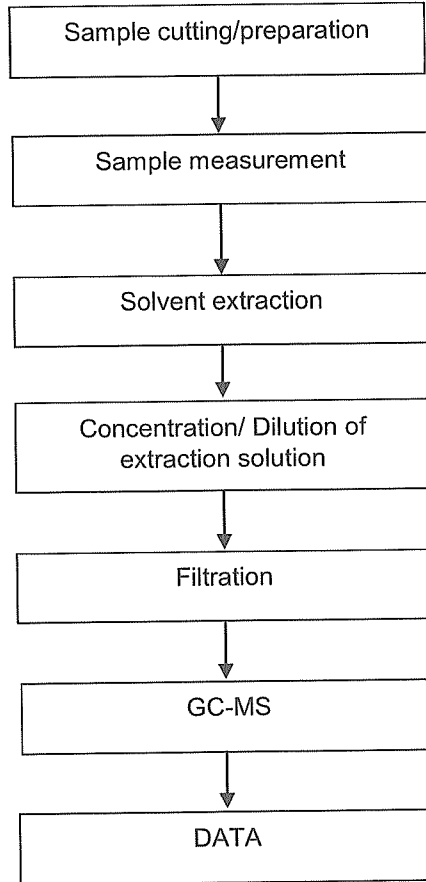 Sample cutting/preparation
Sample measurement
Solvent extraction
Concentration/ Dilution of
extraction solution
Filtration
GC-MS
DATA